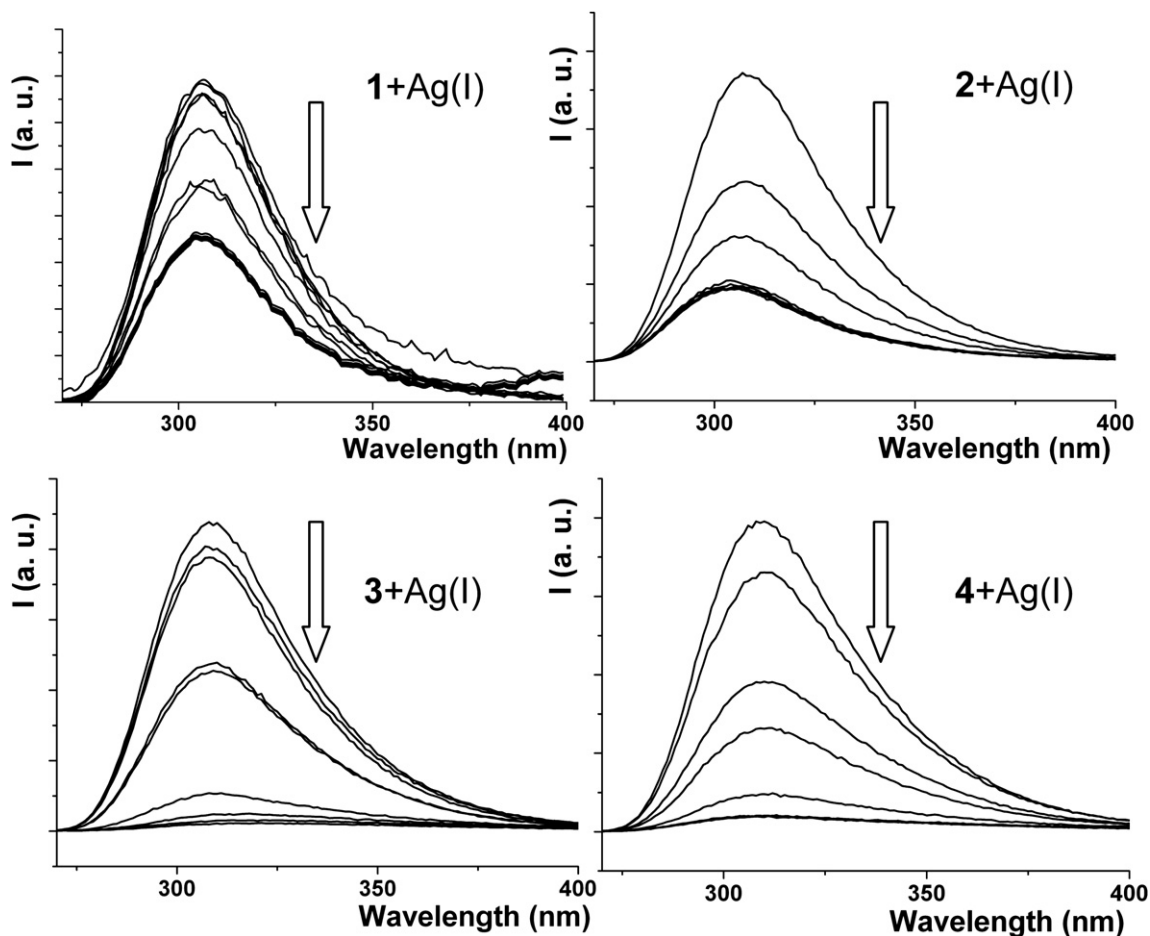 I (a. u.)
1+Ag(I)
300
350
400
Wavelength (nm)
I (a. u.)
2+Ag(I)
300
350
400
Wavelength (nm)
I (a. u.)
3+Ag(I)
300
350
400
Wavelength (nm)
I (a. u.)
4+Ag(I)
300
350
400
Wavelength (nm)